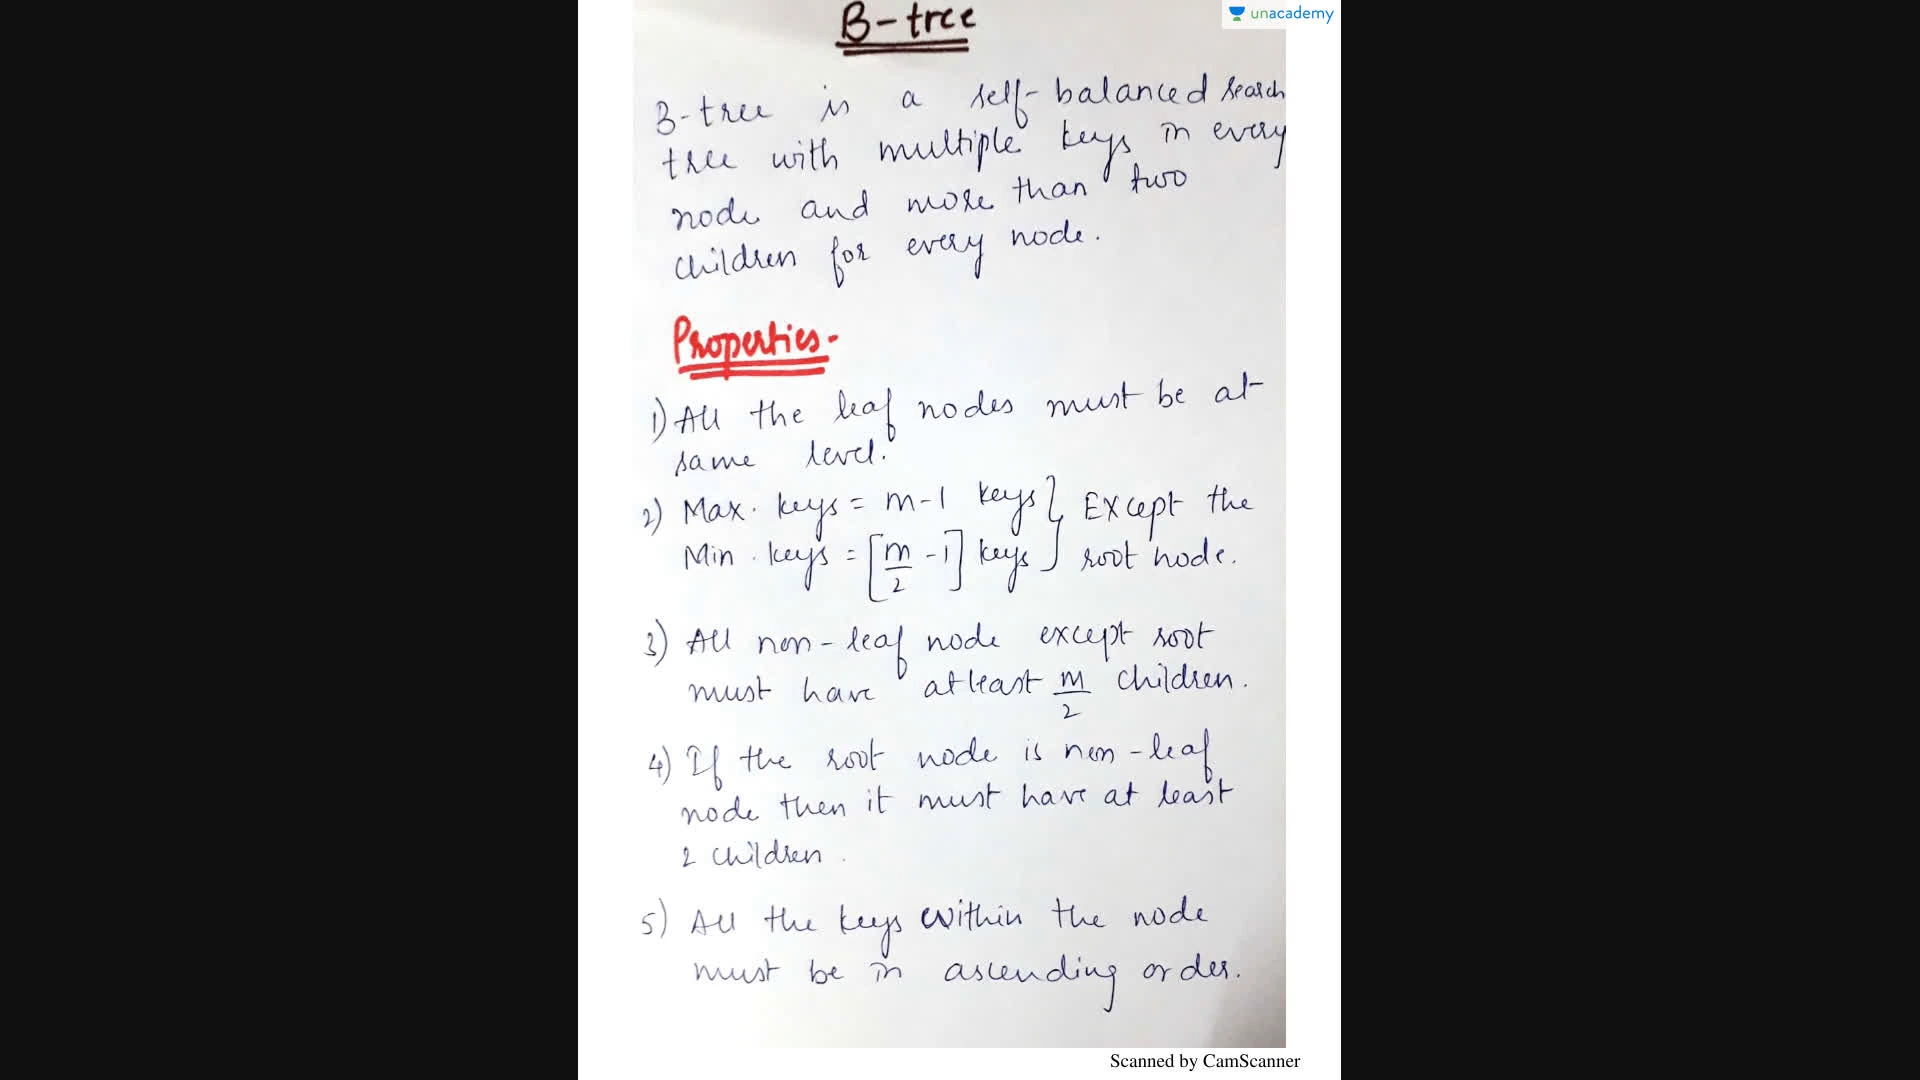 B-tree
unacademy
B-tree is a self-balanced search
tree with multiple keys in every
node and more than two
children for every node.
Properties-
1) All the leaf nodes must be at
same level.
2) Max. keys = m-1 keys } Except the
Min. keys = [m/2 - 1] keys } root node.
3) All non-leaf node except root
must have atleast m/2 children.
4) If the root node is non-leaf
node then it must have at least
2 children.
5) All the keys within the node
must be in ascending order.
Scanned by CamScanner